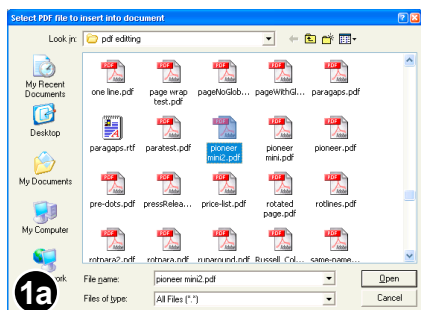 Select PDF file to insert into document
Look in: pdf editting
My Recent Documents
Desktop
My Documents
My Computer
one line.pdf page wrap test.pdf pageNoGlob... pageWithGl... paragaps.pdf
paragaps.rtf paratest.pdf pioneer mini2.pdf pioneer mini.pdf pioneer.pdf
pre-dots.pdf pressRelea... price-list.pdf rotated page.pdf rotlines.pdf
rotpara2.pdf rotpara.pdf runaround.pdf Russell_Col... same-name...
File name: pioneer mini2.pdf Open
Files of type: All Files (*.*) Cancel
1a